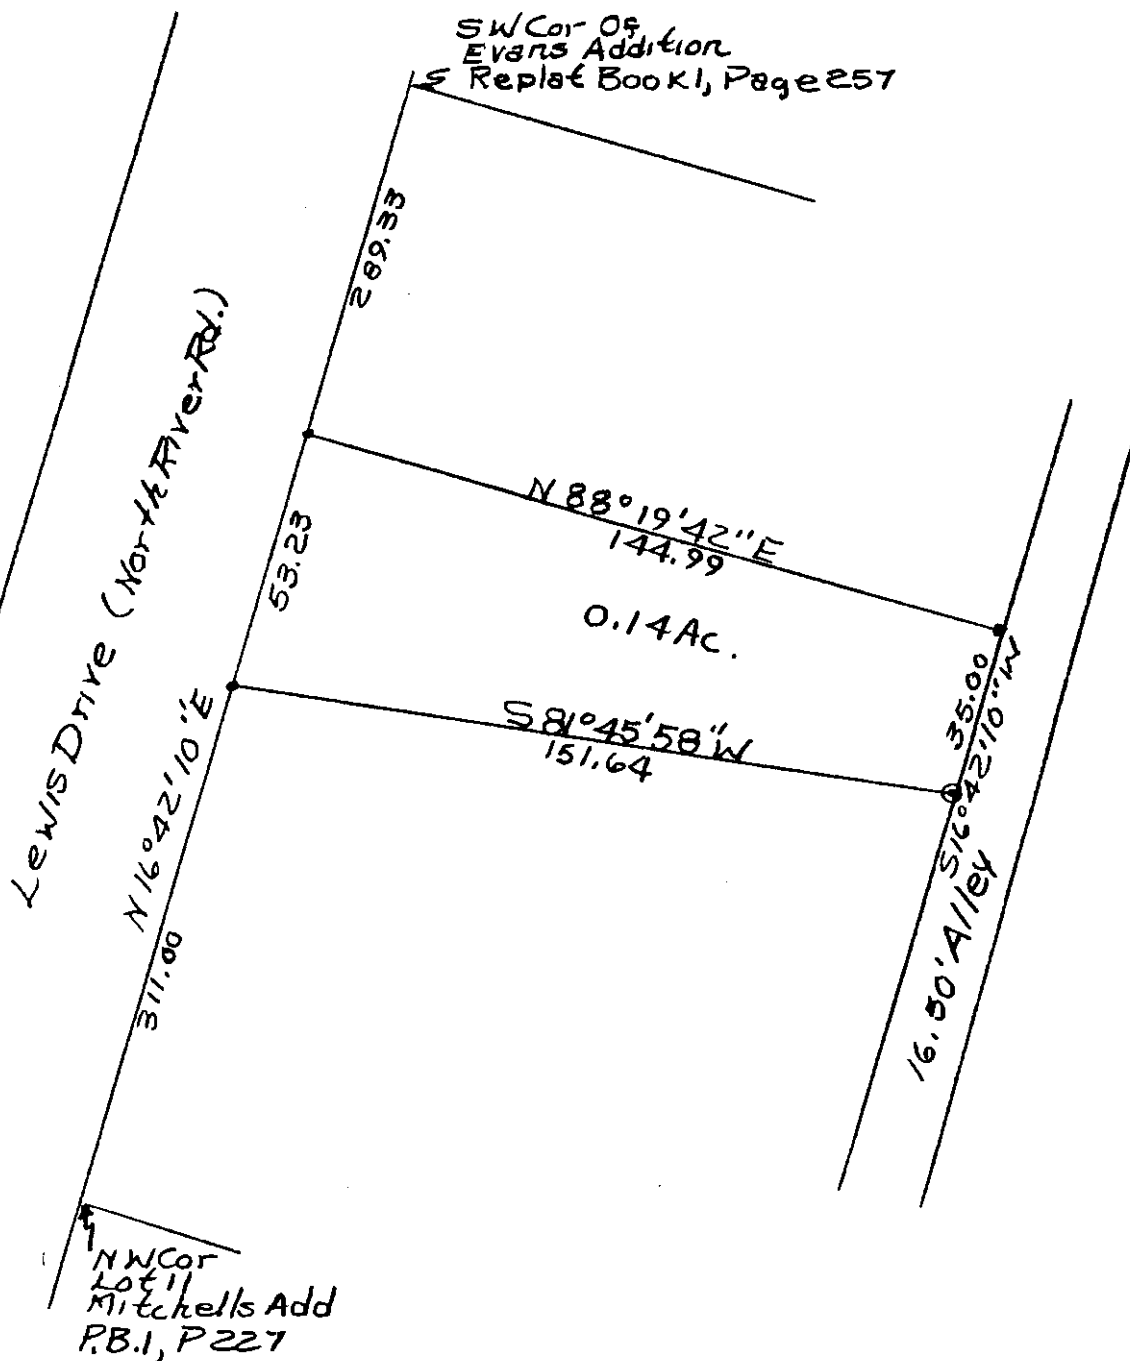 SW Cor Of
Evans Addition
& Replat Book 1, Page 257
289.33
Lewis Drive (North River Rd.)
53.23
N 88°19'42"E
144.99
0.14 Ac.
35.00
S16°42'10"W
S 81°45'58"W
151.64
N 16°42'10"E
311.00
16.50' Alley
NW Cor
Lot 11
Mitchells Add
P.B.1, P 227